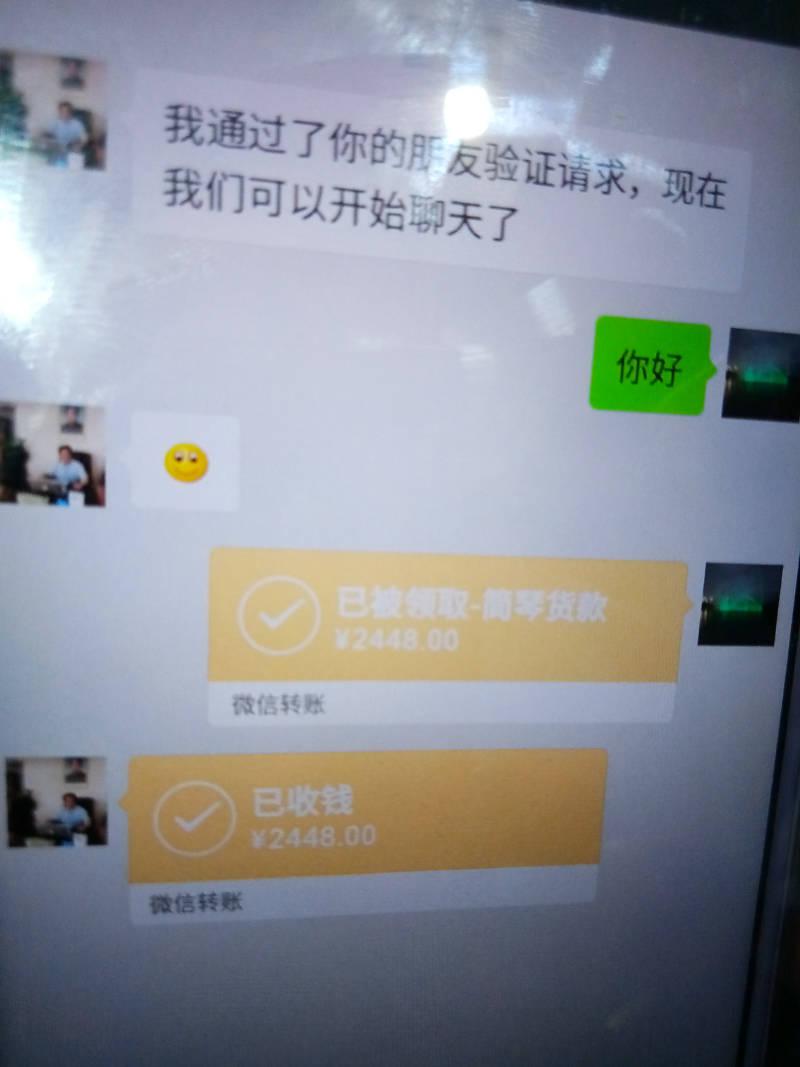 我通过了你的朋友验证请求，现在
我们可以开始聊天了
你好
已被领取-简琴货款
¥2448.00
微信转账
已收钱
¥2448.00
微信转账